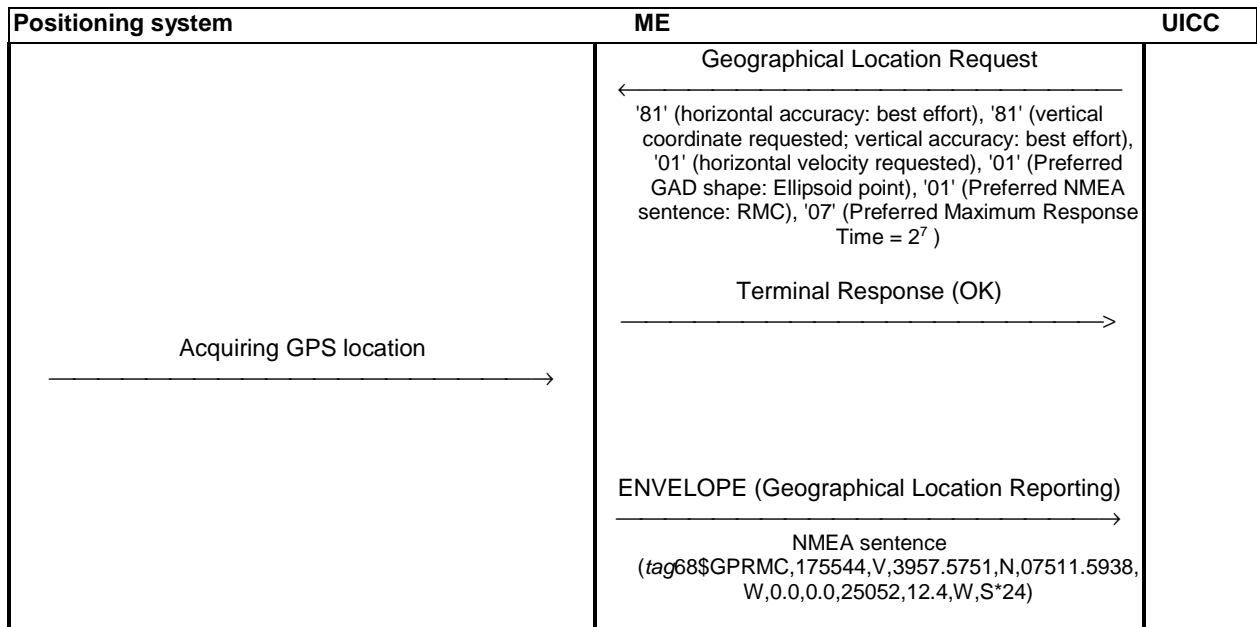 Positioning system ME UICC
Geographical Location Request
'81' (horizontal accuracy: best effort), '81' (vertical
coordinate requested; vertical accuracy: best effort),
'01' (horizontal velocity requested), '01' (Preferred
GAD shape: Ellipsoid point), '01' (Preferred NMEA
sentence: RMC), '07' (Preferred Maximum Response
Time = 2⁷ )
Terminal Response (OK)
Acquiring GPS location
ENVELOPE (Geographical Location Reporting)
NMEA sentence
(tag68$GPRMC,175544,V,3957.5751,N,07511.5938,
W,0.0,0.0,25052,12.4,W,S*24)